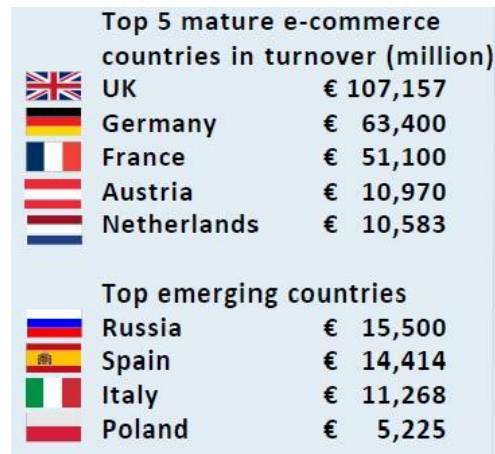 Top 5 mature e-commerce
countries in turnover (million)
UK € 107,157
Germany € 63,400
France € 51,100
Austria € 10,970
Netherlands € 10,583
Top emerging countries
Russia € 15,500
Spain € 14,414
Italy € 11,268
Poland € 5,225